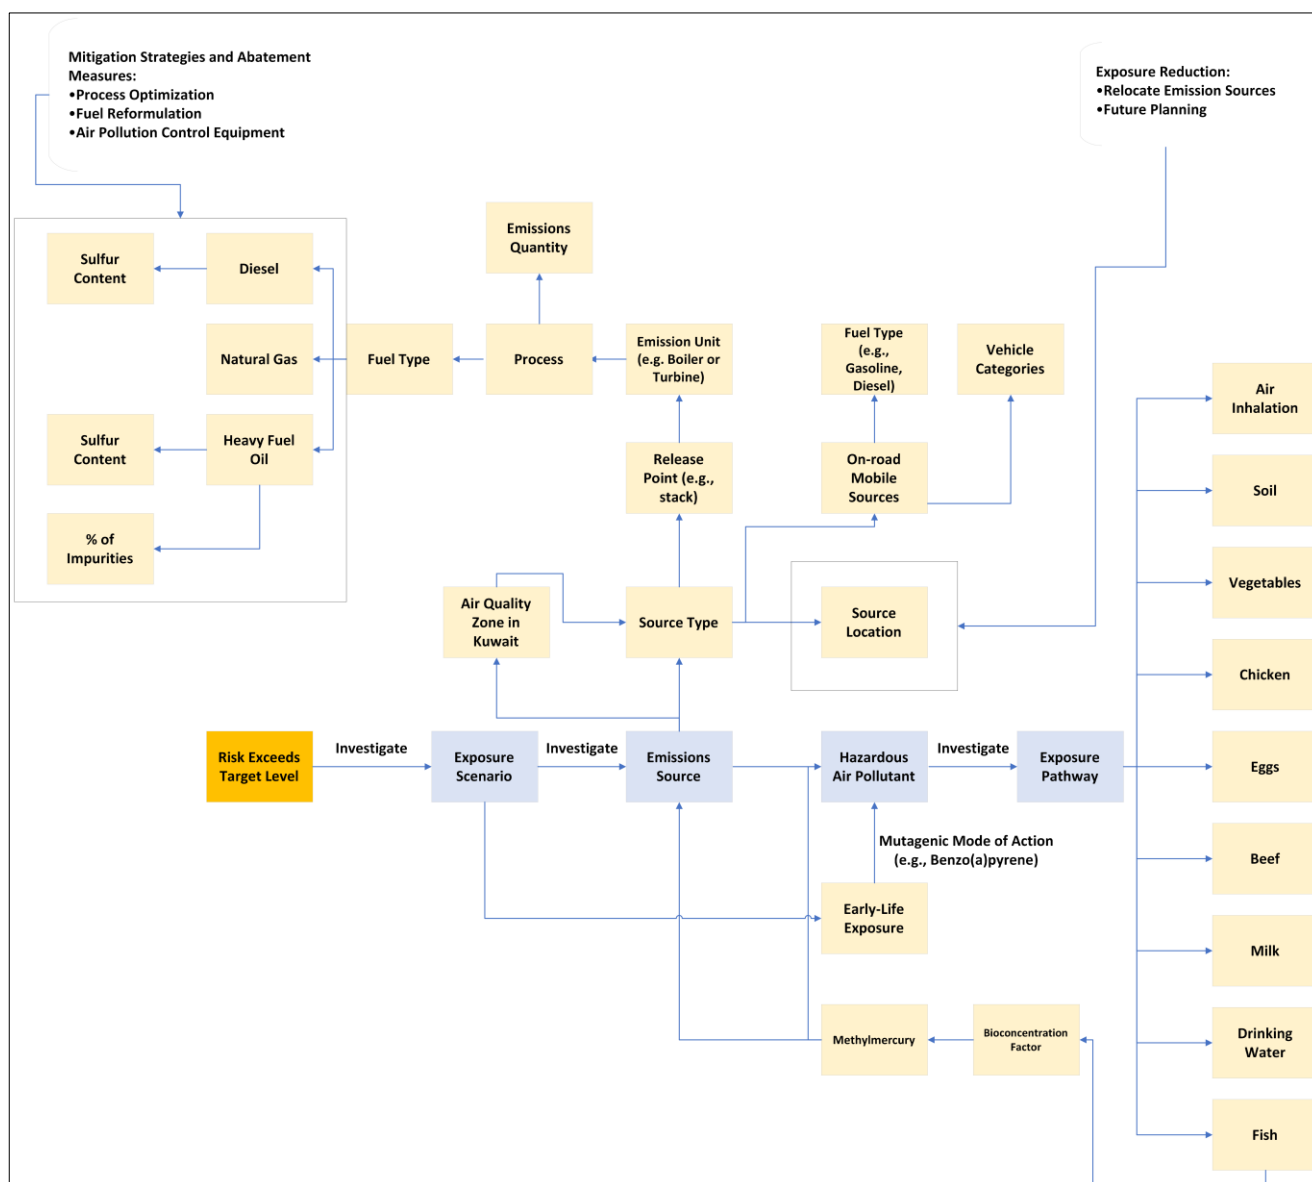 Mitigation Strategies and Abatement
Measures:
•Process Optimization
•Fuel Reformulation
•Air Pollution Control Equipment
Exposure Reduction:
•Relocate Emission Sources
•Future Planning
Emissions
Quantity
Sulfur
Content
Diesel
Natural Gas
Fuel Type
Process
Emission Unit
(e.g. Boiler or
Turbine)
Fuel Type
(e.g.,
Gasoline,
Diesel)
Vehicle
Categories
Air
Inhalation
Sulfur
Content
Heavy Fuel
Oil
Release
Point (e.g.,
stack)
On-road
Mobile
Sources
Soil
% of
Impurities
Vegetables
Air Quality
Zone in
Kuwait
Source Type
Source
Location
Chicken
Risk Exceeds
Target Level
Investigate
Exposure
Scenario
Investigate
Emissions
Source
Hazardous
Air Pollutant
Investigate
Exposure
Pathway
Eggs
Mutagenic Mode of Action
(e.g., Benzo(a)pyrene)
Beef
Early-Life
Exposure
Milk
Methylmercury
Bioconcentration
Factor
Drinking
Water
Fish